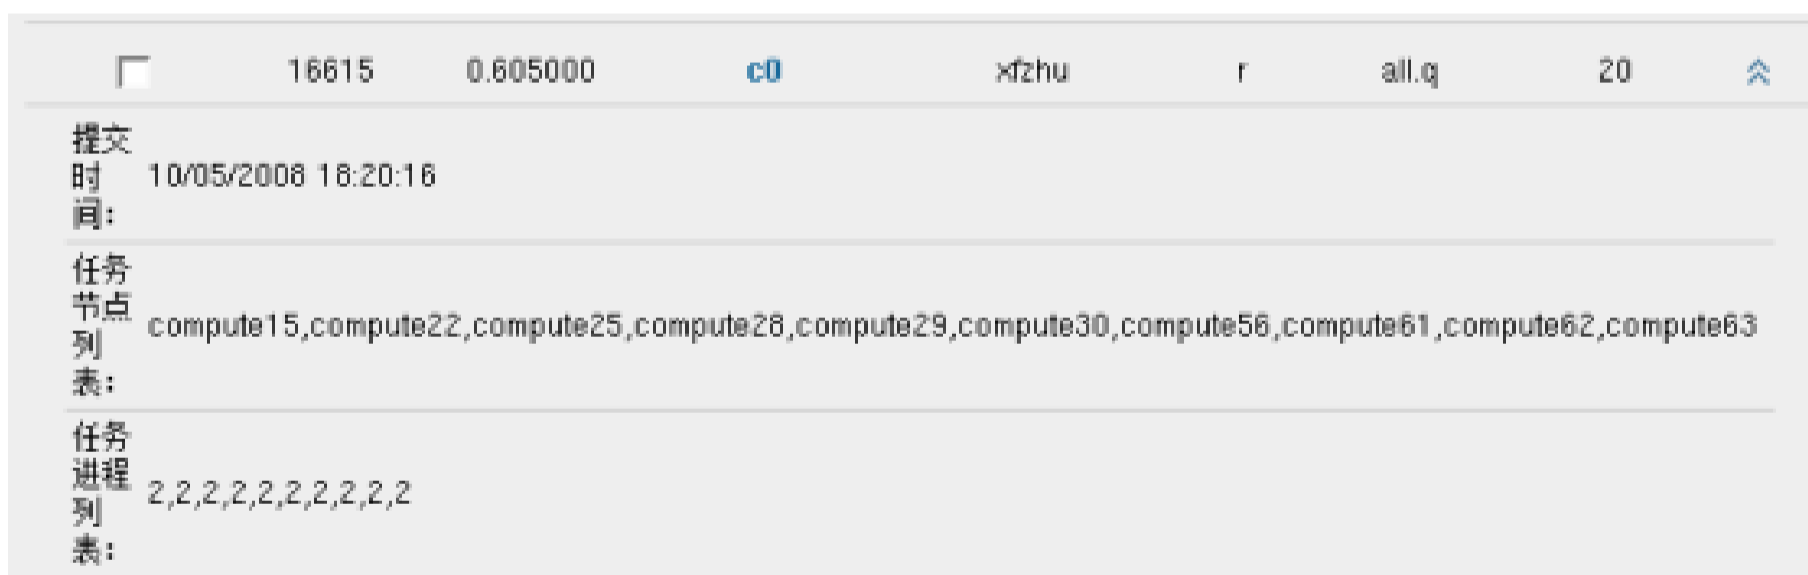 16615 0.605000 c0 xfzhu r all.q 20
提交
时
间:
10/05/2008 18:20:16
任务
节点
列
表:
compute15,compute22,compute25,compute28,compute29,compute30,compute56,compute61,compute62,compute63
任务
进程
列
表:
2,2,2,2,2,2,2,2,2,2